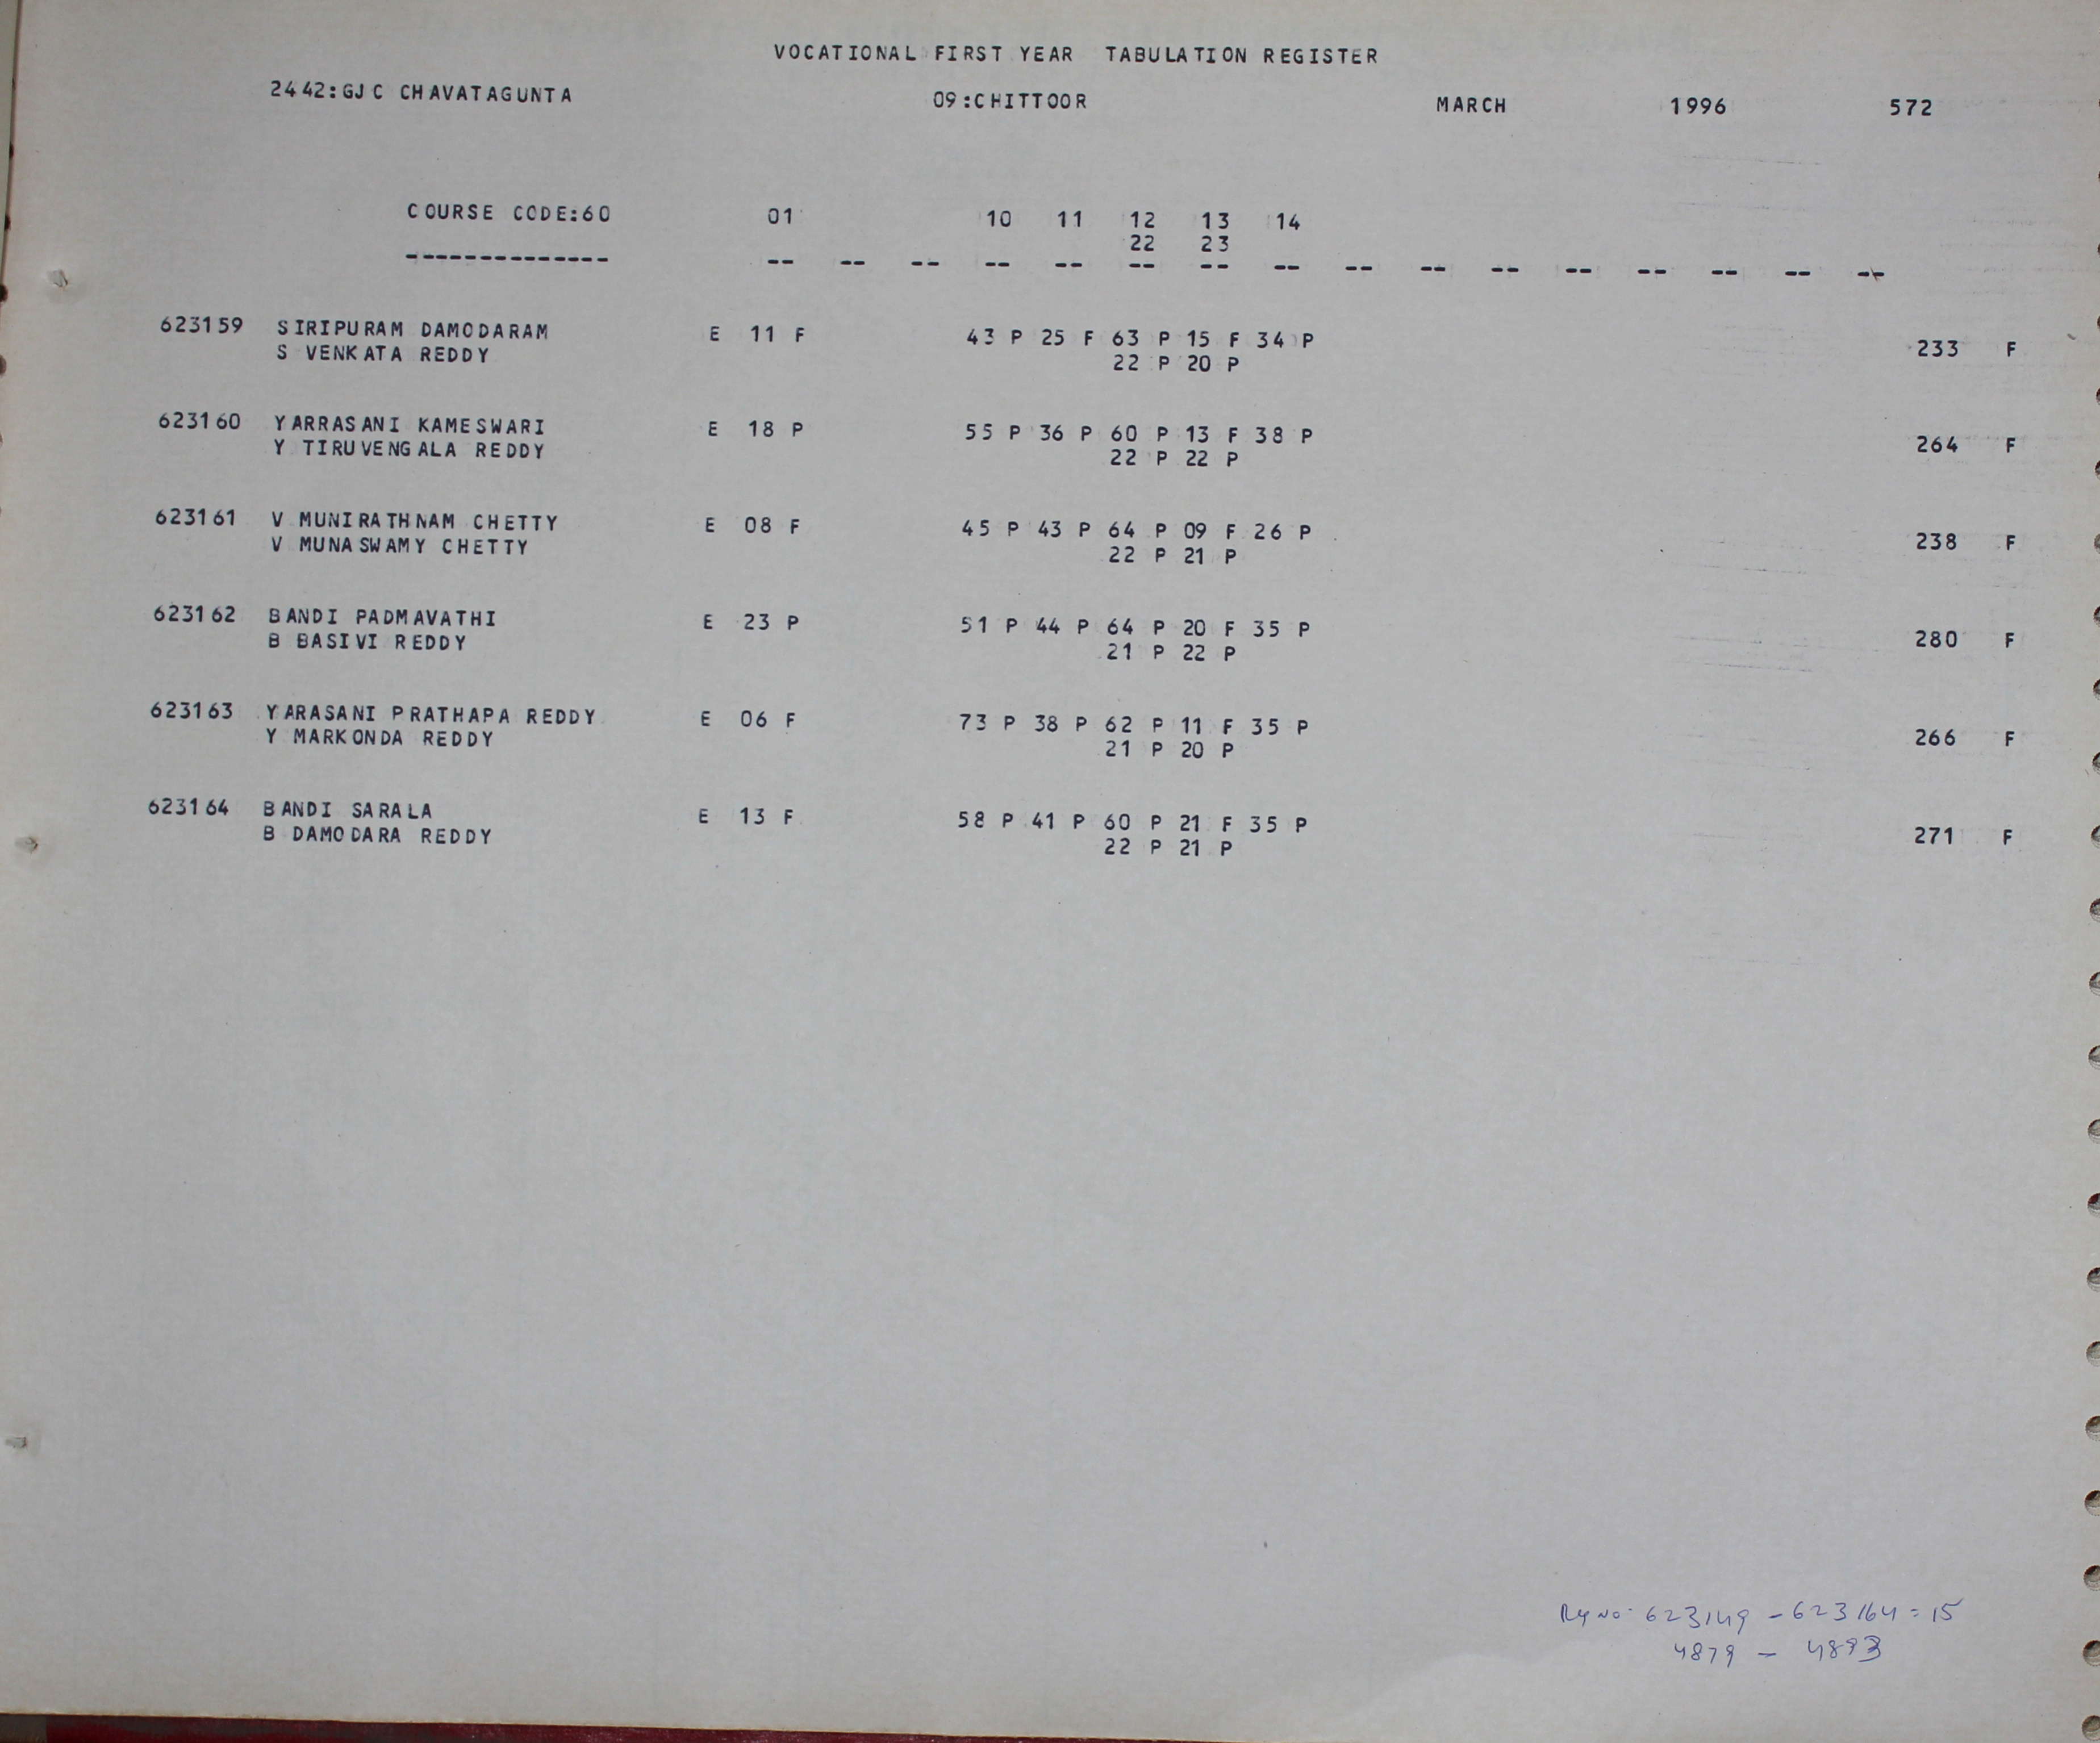 VOCATIONAL FIRST YEAR TABULATION REGISTER
2442:GJC CHAVATAGUNTA 09:CHITTOOR MARCH 1996 572
COURSE CODE:60 01 10 11 12 13 14
22 23
-------------- -- -- -- -- -- -- -- -- -- -- -- -- -- -- -- --
623159 SIRIPURAM DAMODARAM E 11 F 43 P 25 F 63 P 15 F 34 P 233 F
S VENKATA REDDY 22 P 20 P
623160 YARRASANI KAMESWARI E 18 P 55 P 36 P 60 P 13 F 38 P 264 F
Y TIRUVENGALA REDDY 22 P 22 P
623161 V MUNIRATHNAM CHETTY E 08 F 45 P 43 P 64 P 09 F 26 P 238 F
V MUNASWAMY CHETTY 22 P 21 P
623162 BANDI PADMAVATHI E 23 P 51 P 44 P 64 P 20 F 35 P 280 F
B BASIVI REDDY 21 P 22 P
623163 YARASANI PRATHAPA REDDY E 06 F 73 P 38 P 62 P 11 F 35 P 266 F
Y MARKONDA REDDY 21 P 20 P
623164 BANDI SARALA E 13 F 58 P 41 P 60 P 21 F 35 P 271 F
B DAMODARA REDDY 22 P 21 P
623149 - 623164 = 15
4879 - 4893